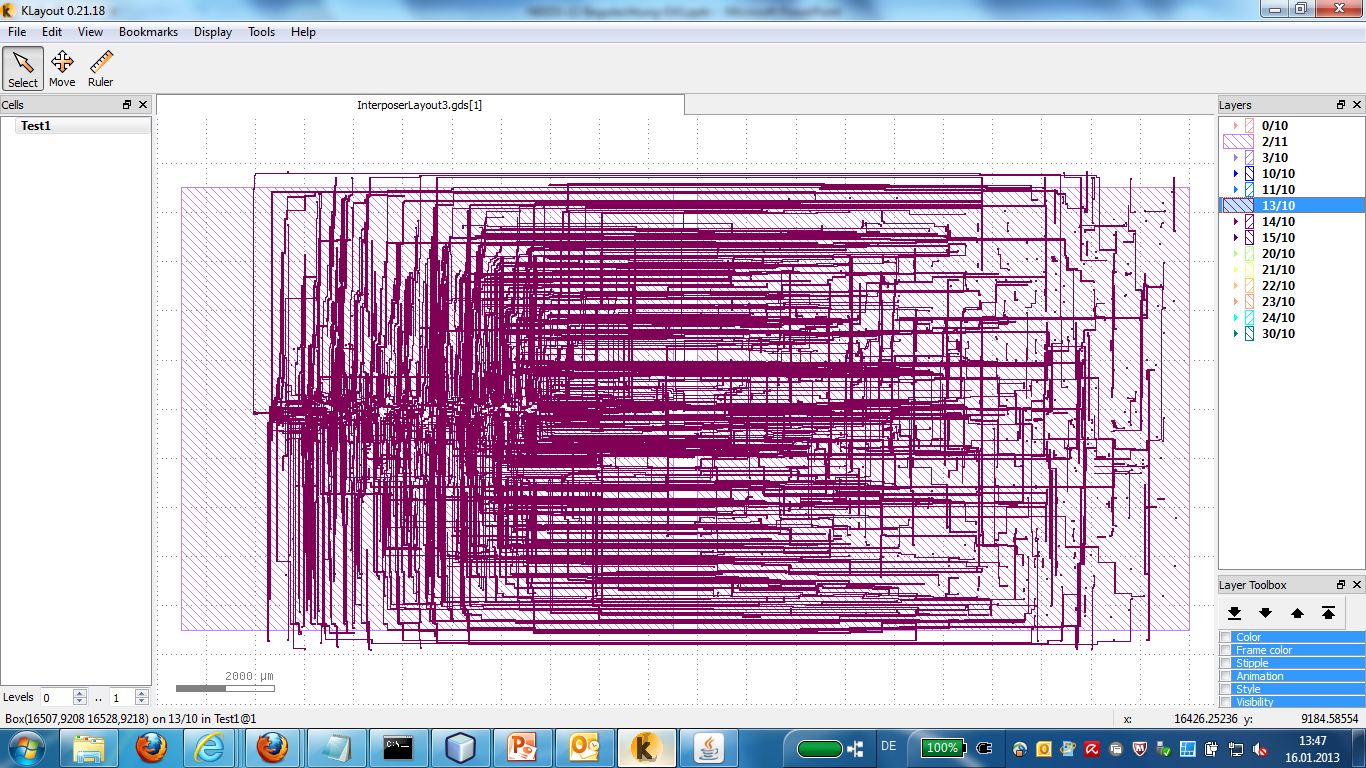 KLayout 0.21.18
File Edit View Bookmarks Display Tools Help
Select Move Ruler
Cells
InterposerLayout3.gds[1]
Layers
Test1
0/10
2/11
3/10
10/10
11/10
13/10
14/10
15/10
20/10
21/10
22/10
23/10
24/10
30/10
Layer Toolbox
Color
Frame color
Stipple
Animation
Style
Visibility
2000 µm
Levels 0 .. 1
Box(16507,9208 16528,9218) on 13/10 in Test1@1
x: 16426.25236 y: 9184.58554
DE
100%
13:47
16.01.2013